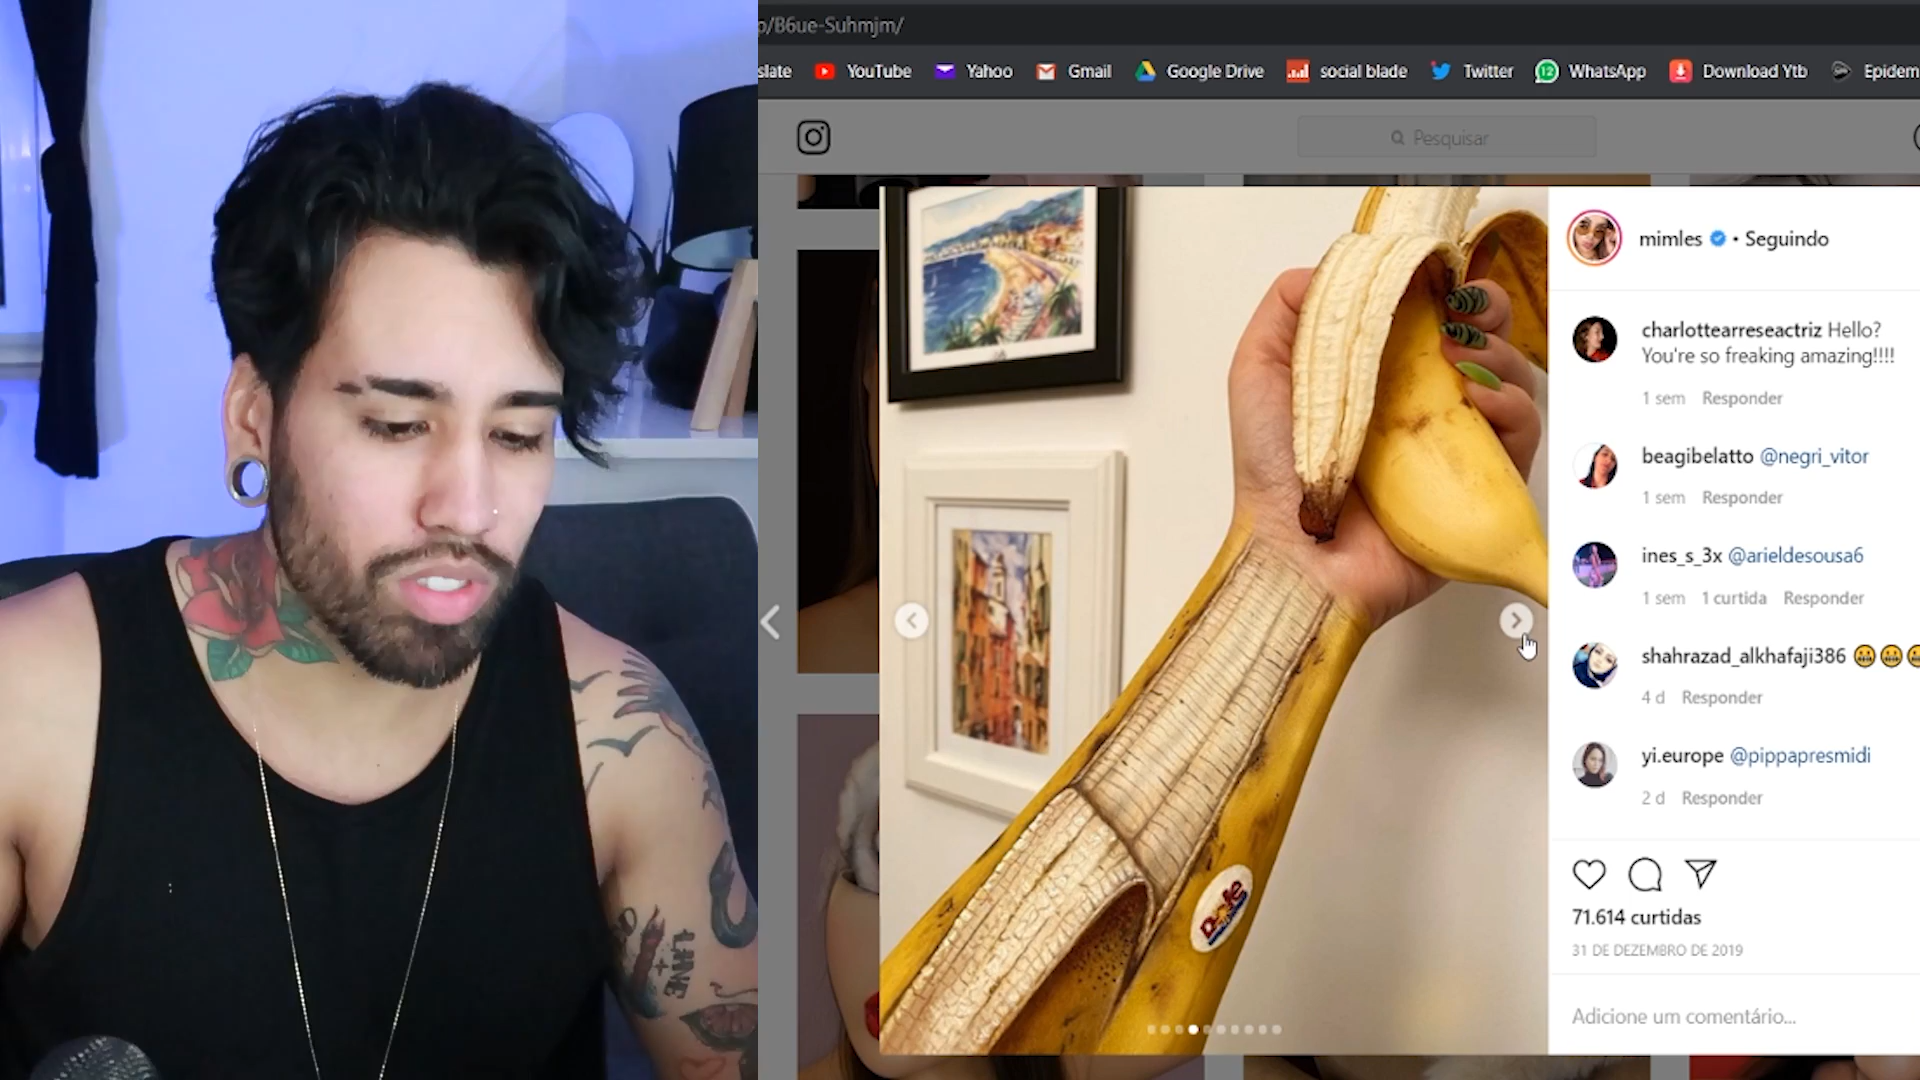 p/B6ue-Suhmjm/
slate YouTube Yahoo Gmail Google Drive social blade Twitter 12 WhatsApp Download Ytb Epidem
Pesquisar
mimles • Seguindo
charlottearreseactriz Hello?
You're so freaking amazing!!!!
1 sem Responder
beagibelatto @negri_vitor
1 sem Responder
ines_s_3x @arieldesousa6
1 sem 1 curtida Responder
shahrazad_alkhafaji386 😬😬😬
4 d Responder
yi.europe @pippapresmidi
2 d Responder
71.614 curtidas
31 DE DEZEMBRO DE 2019
Adicione um comentário...
Dole
LINE